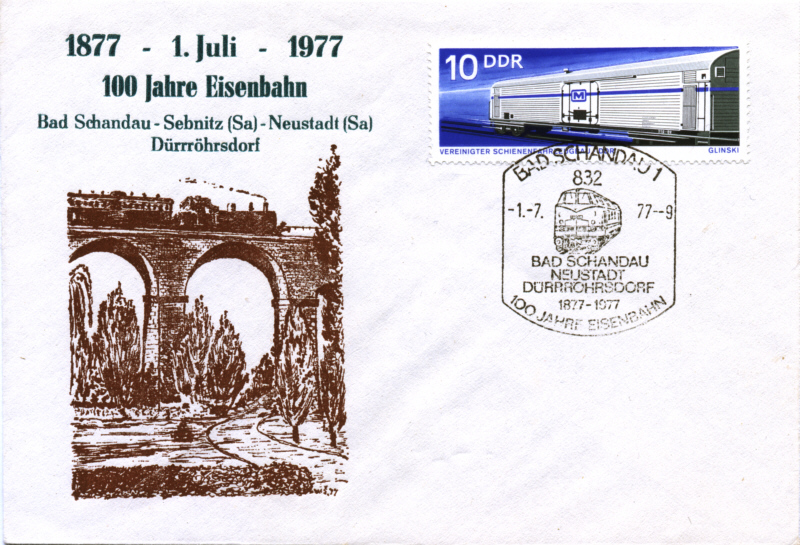 1877 - 1. Juli - 1977
100 Jahre Eisenbahn
Bad Schandau - Sebnitz (Sa) - Neustadt (Sa)
Dürrröhrsdorf
10 DDR
M
VEREINIGTER SCHIENENFAHRZEUGBAU DDR
GLINSKI
BAD SCHANDAU 1
832
-1.-7. 77--9
BAD SCHANDAU
NEUSTADT
DÜRRRÖHRSDORF
1877-1977
100 JAHRE EISENBAHN